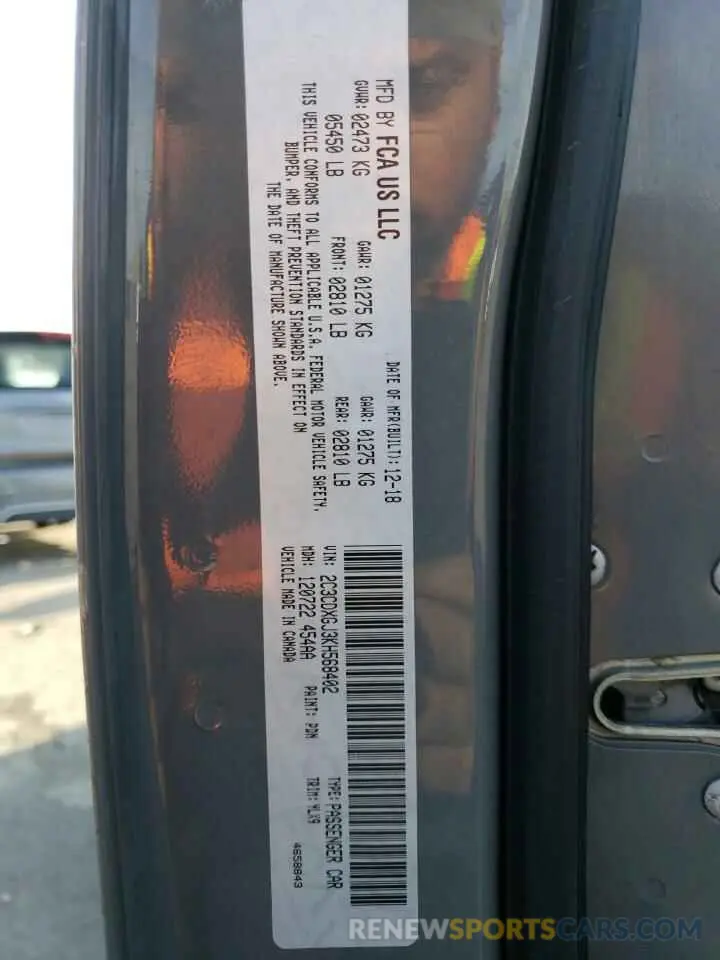 MFD BY FCA US LLC
DATE OF MFR(BUILT): 12-18
GVWR: 02473 KG
GAWR: 01275 KG
GAWR: 01275 KG
05450 LB
FRONT: 02810 LB
REAR: 02810 LB
THIS VEHICLE CONFORMS TO ALL APPLICABLE U.S.A. FEDERAL MOTOR VEHICLE SAFETY,
BUMPER, AND THEFT PREVENTION STANDARDS IN EFFECT ON
THE DATE OF MANUFACTURE SHOWN ABOVE.
VIN: 2C3CDXGJ3KH568402
TYPE: PASSENGER CAR
MDH: 120722 454AA
PAINT: PDN
TRIM: YLX9
VEHICLE MADE IN CANADA
4658843
RENEWSPORTSCARS.COM